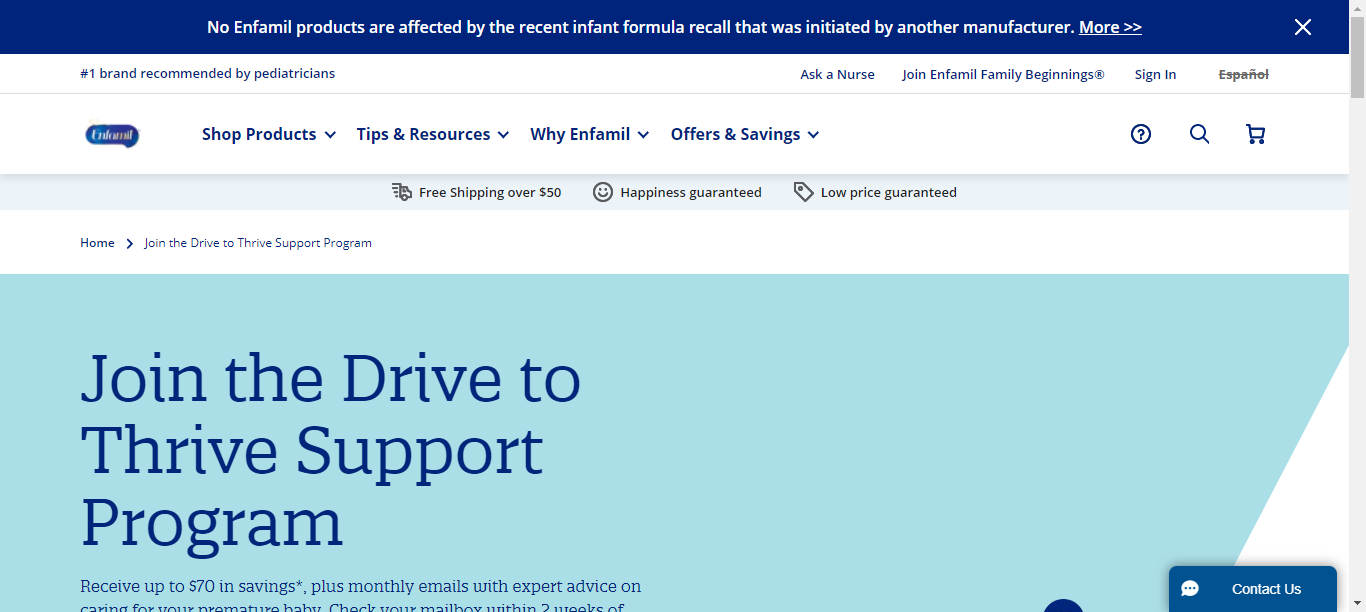 No Enfamil products are affected by the recent infant formula recall that was initiated by another manufacturer. More >>
#1 brand recommended by pediatricians
Ask a Nurse
Join Enfamil Family Beginnings®
Sign In
Español
Enfamil
Shop Products
Tips & Resources
Why Enfamil
Offers & Savings
Free Shipping over $50
Happiness guaranteed
Low price guaranteed
Home
Join the Drive to Thrive Support Program
Join the Drive to
Thrive Support
Program
Receive up to $70 in savings*, plus monthly emails with expert advice on
caring for your premature baby. Check your mailbox within 2 weeks of
Contact Us